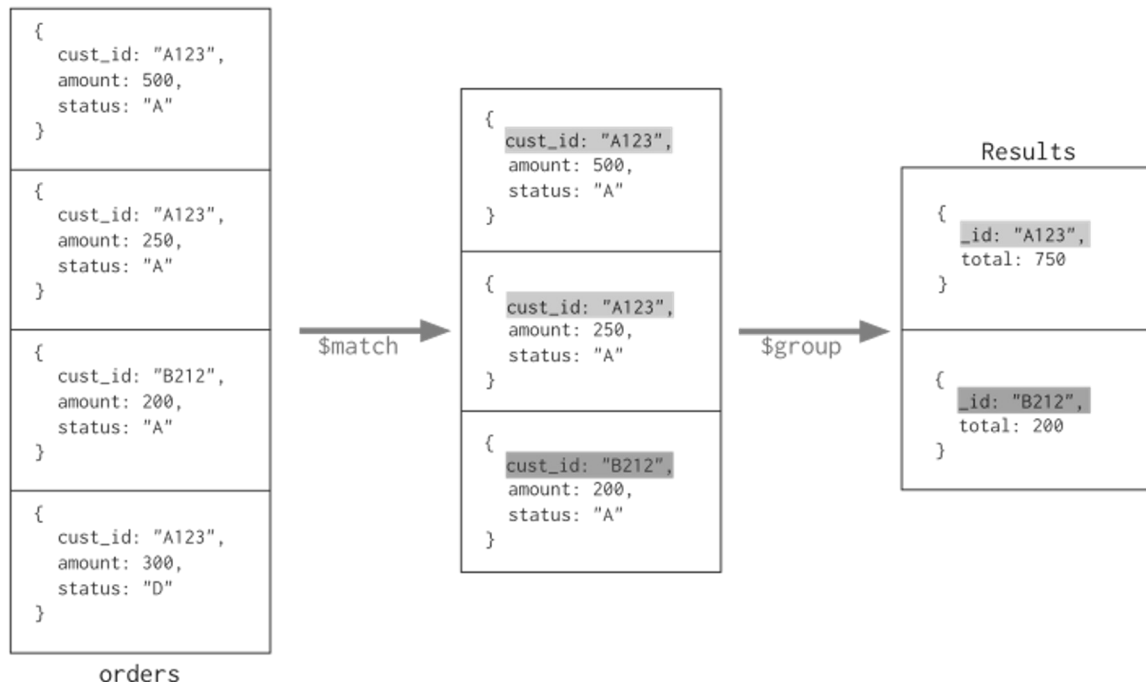 {
cust_id: "A123",
amount: 500,
status: "A"
}
{
cust_id: "A123",
amount: 250,
status: "A"
}
{
cust_id: "B212",
amount: 200,
status: "A"
}
{
cust_id: "A123",
amount: 300,
status: "D"
}
orders
$match
{
cust_id: "A123",
amount: 500,
status: "A"
}
{
cust_id: "A123",
amount: 250,
status: "A"
}
{
cust_id: "B212",
amount: 200,
status: "A"
}
$group
Results
{
_id: "A123",
total: 750
}
{
_id: "B212",
total: 200
}